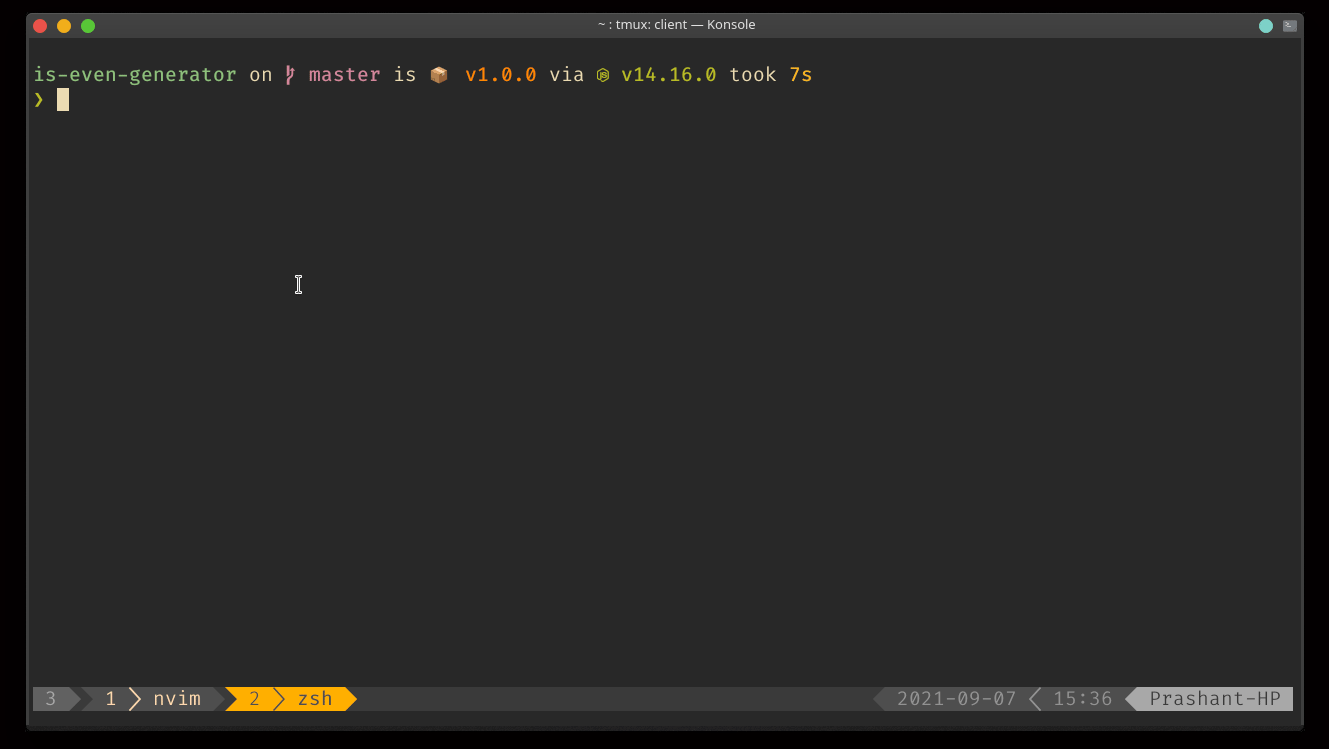 ~ : tmux: client — Konsole
is-even-generator on master is 📦 v1.0.0 via v14.16.0 took 7s
❯
3 1 nvim 2 zsh 2021-09-07 15:36 Prashant-HP